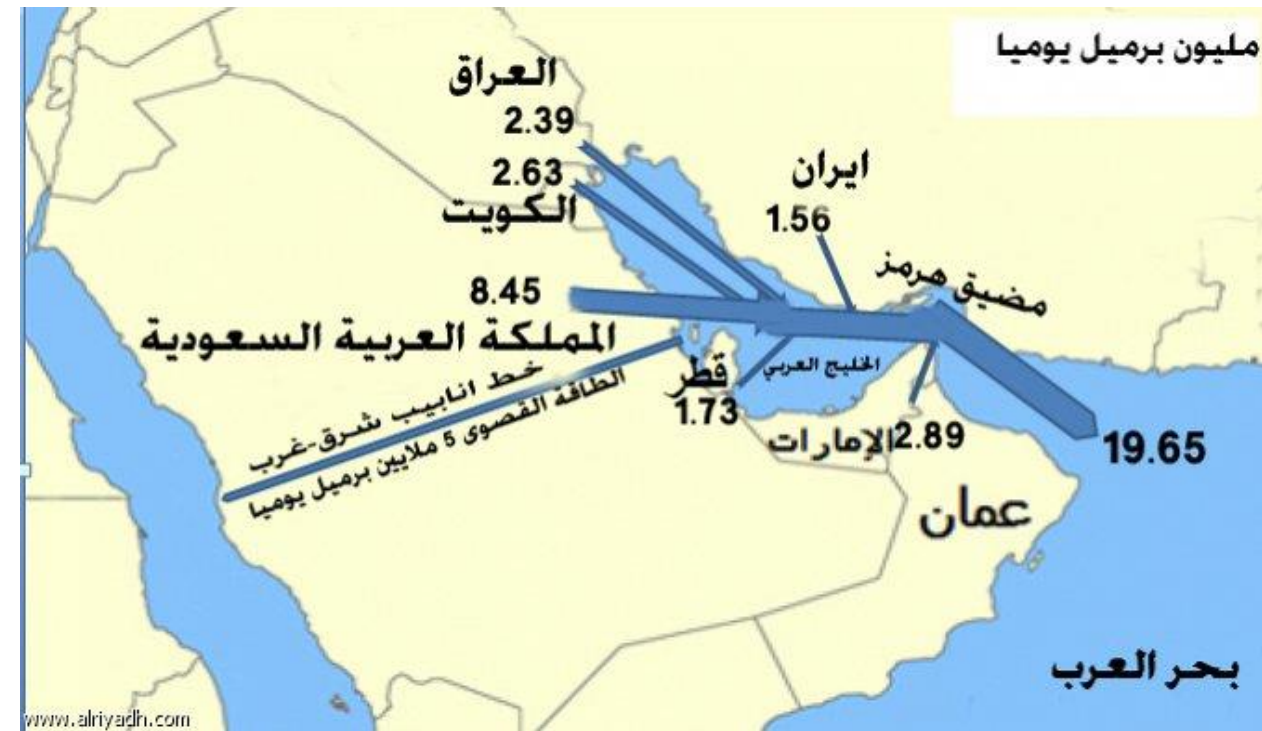 مليون برميل يوميا
العراق
2.39
2.63
الكويت
ايران
1.56
مضيق هرمز
8.45
المملكة العربية السعودية
خط انابيب شرق-غرب
الطاقة القصوى 5 ملايين برميل يوميا
قطر
1.73
الخليج العربي
الإمارات
2.89
19.65
عمان
بحر العرب
www.alriyadh.com